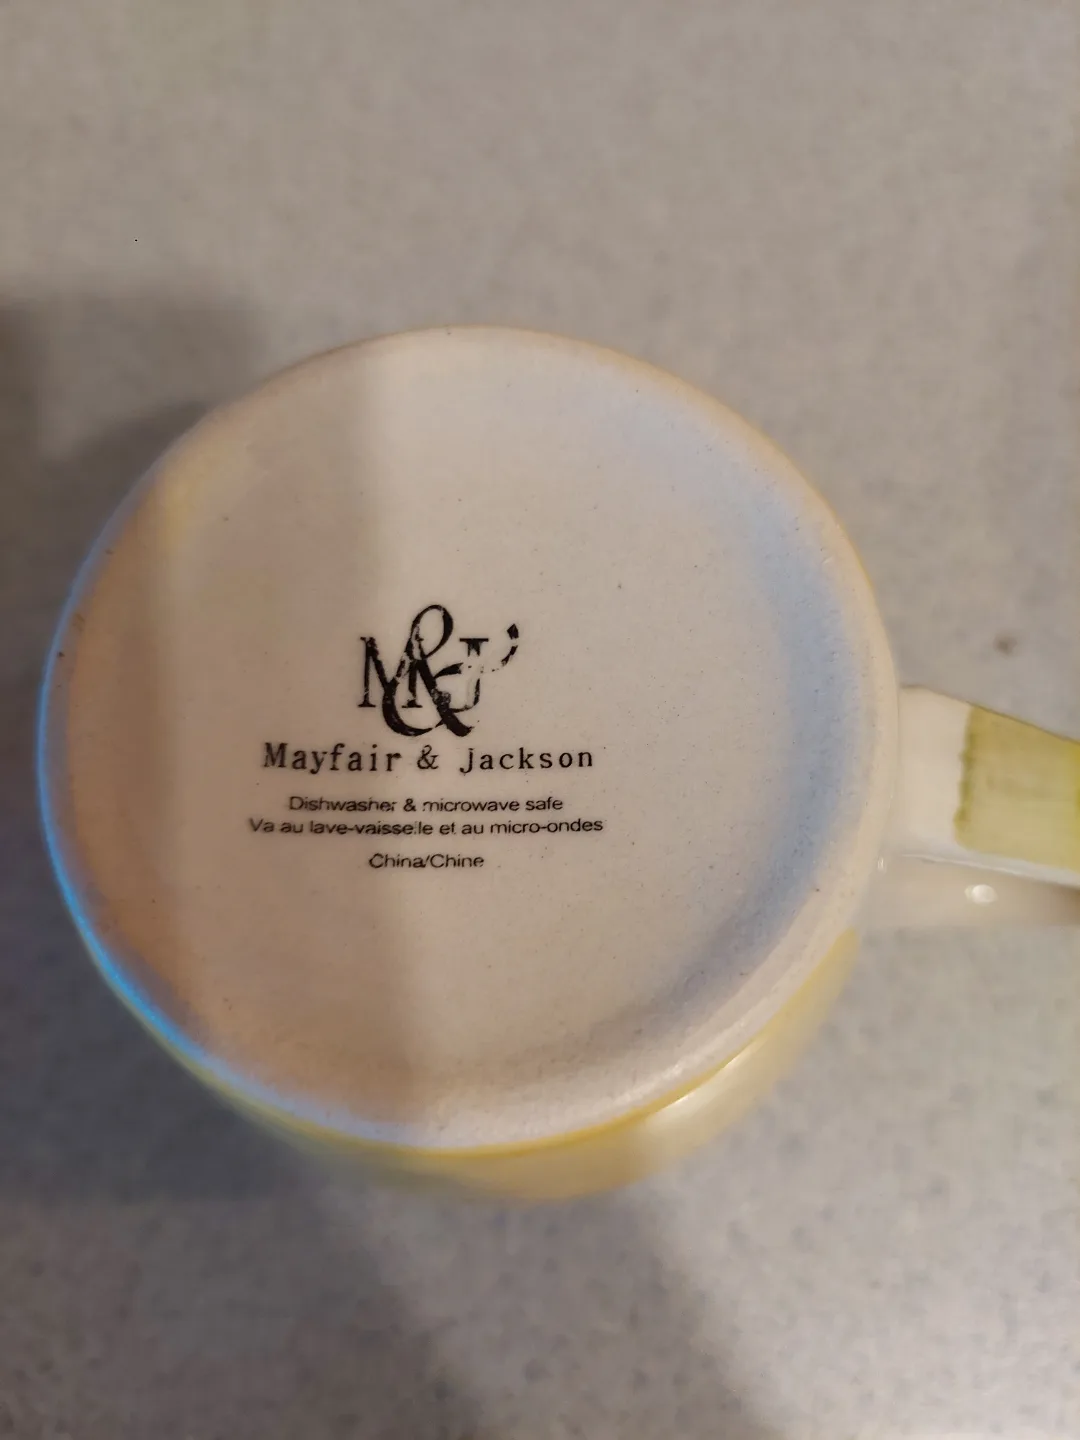 M&J
Mayfair & Jackson
Dishwasher & microwave safe
Va au lave-vaisselle et au micro-ondes
China/Chine